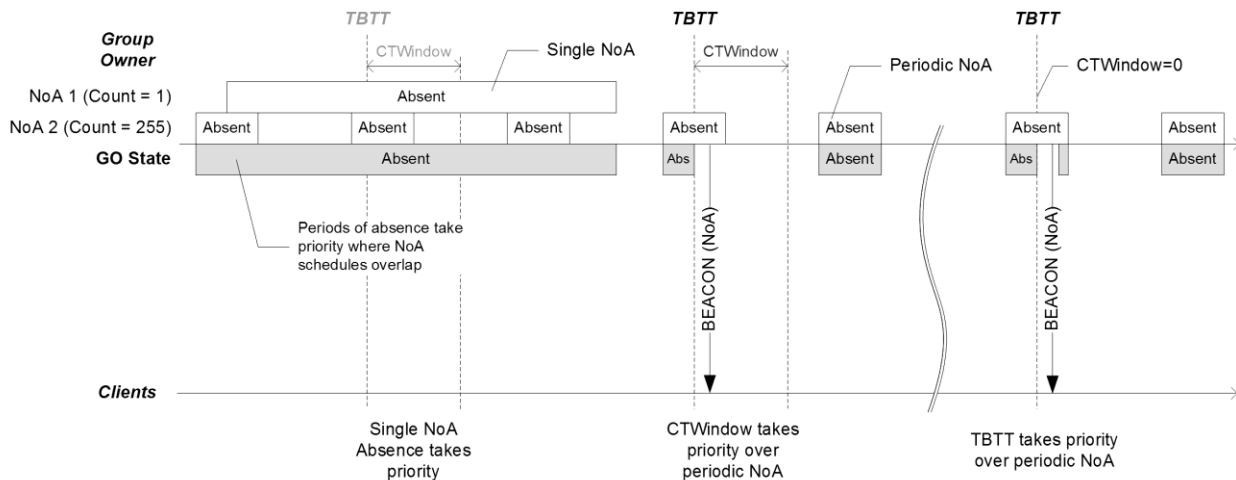 TBTT
TBTT
TBTT
Group
Owner
CTWindow
Single NoA
CTWindow
Periodic NoA
CTWindow=0
NoA 1 (Count = 1)
Absent
NoA 2 (Count = 255)
Absent
Absent
Absent
Absent
Absent
Absent
Absent
GO State
Absent
Abs
Absent
Abs
Absent
Periods of absence take
priority where NoA
schedules overlap
BEACON (NoA)
BEACON (NoA)
Clients
Single NoA
Absence takes
priority
CTWindow takes
priority over
periodic NoA
TBTT takes priority
over periodic NoA